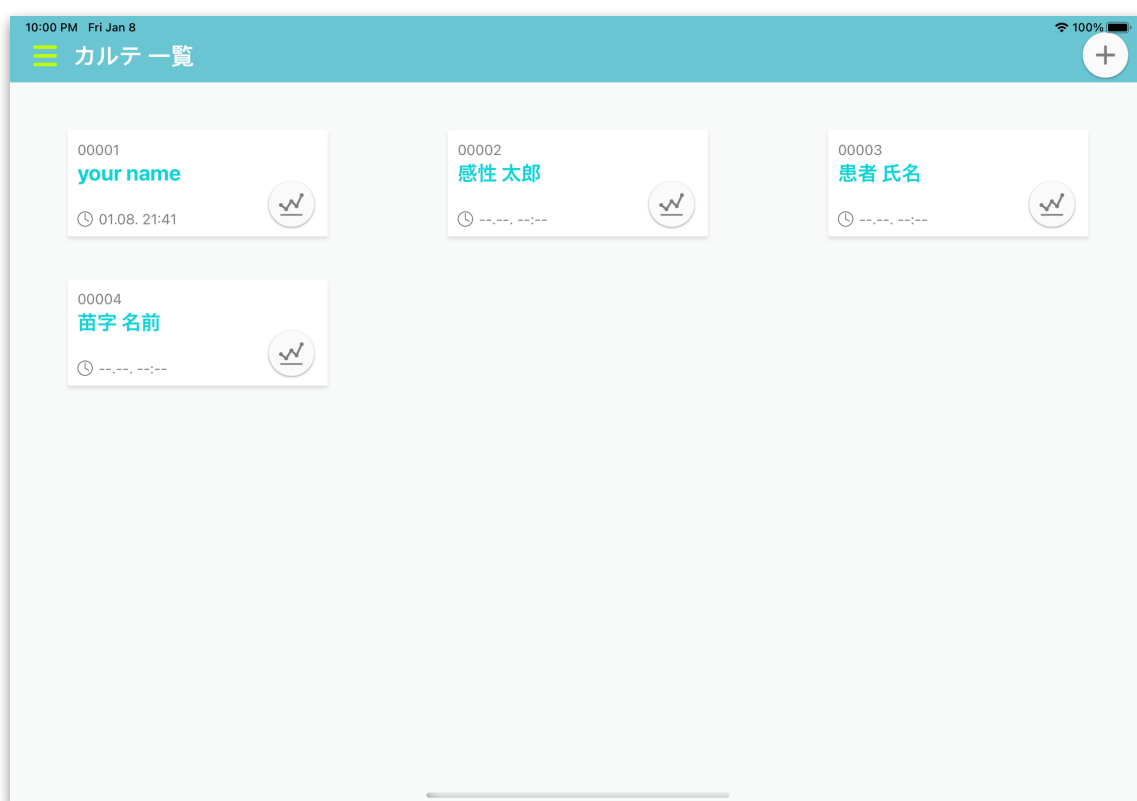 10:00 PM Fri Jan 8
100%
カルテ 一覧
00001
your name
01.08. 21:41
00002
感性 太郎
--.--. --:--
00003
患者 氏名
--.--. --:--
00004
苗字 名前
--.--. --:--